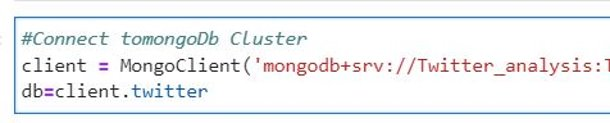 #Connect tomongoDb Cluster
client = MongoClient('mongodb+srv://Twitter_analysis:T
db=client.twitter